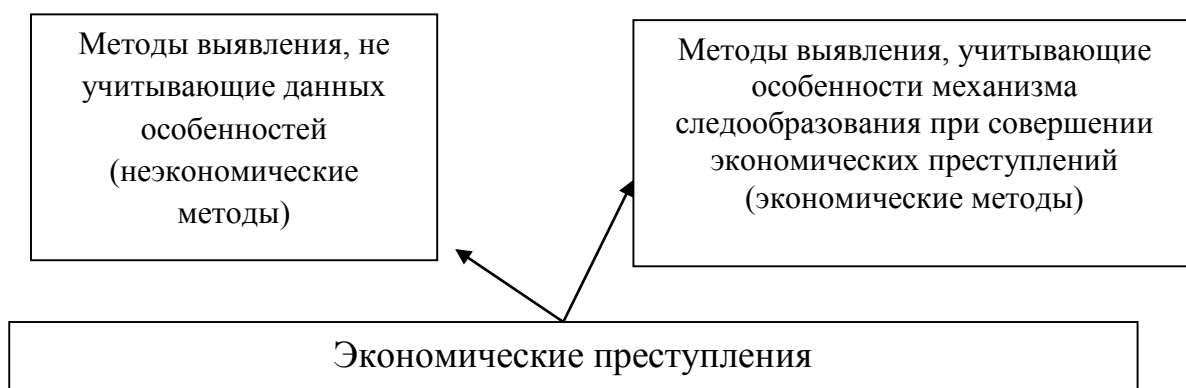 Методы выявления, не
учитывающие данных
особенностей
(неэкономические
методы)
Методы выявления, учитывающие
особенности механизма
следообразования при совершении
экономических преступлений
(экономические методы)
Экономические преступления